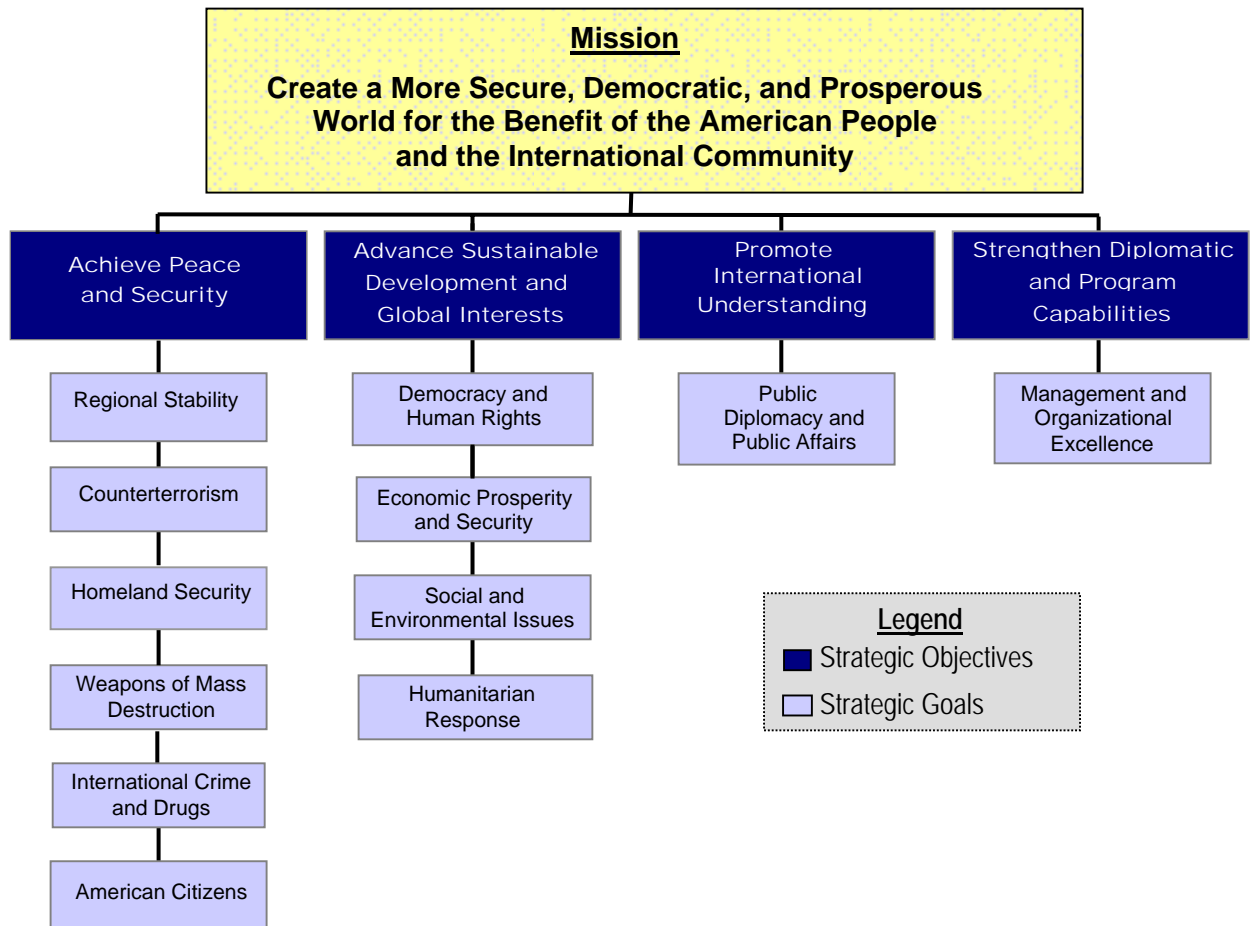 Mission
Create a More Secure, Democratic, and Prosperous
World for the Benefit of the American People
and the International Community
Achieve Peace
and Security
Advance Sustainable
Development and
Global Interests
Promote
International
Understanding
Strengthen Diplomatic
and Program
Capabilities
Regional Stability
Counterterrorism
Homeland Security
Weapons of Mass
Destruction
International Crime
and Drugs
American Citizens
Democracy and
Human Rights
Economic Prosperity
and Security
Social and
Environmental Issues
Humanitarian
Response
Public
Diplomacy and
Public Affairs
Management and
Organizational
Excellence
Legend
Strategic Objectives
Strategic Goals